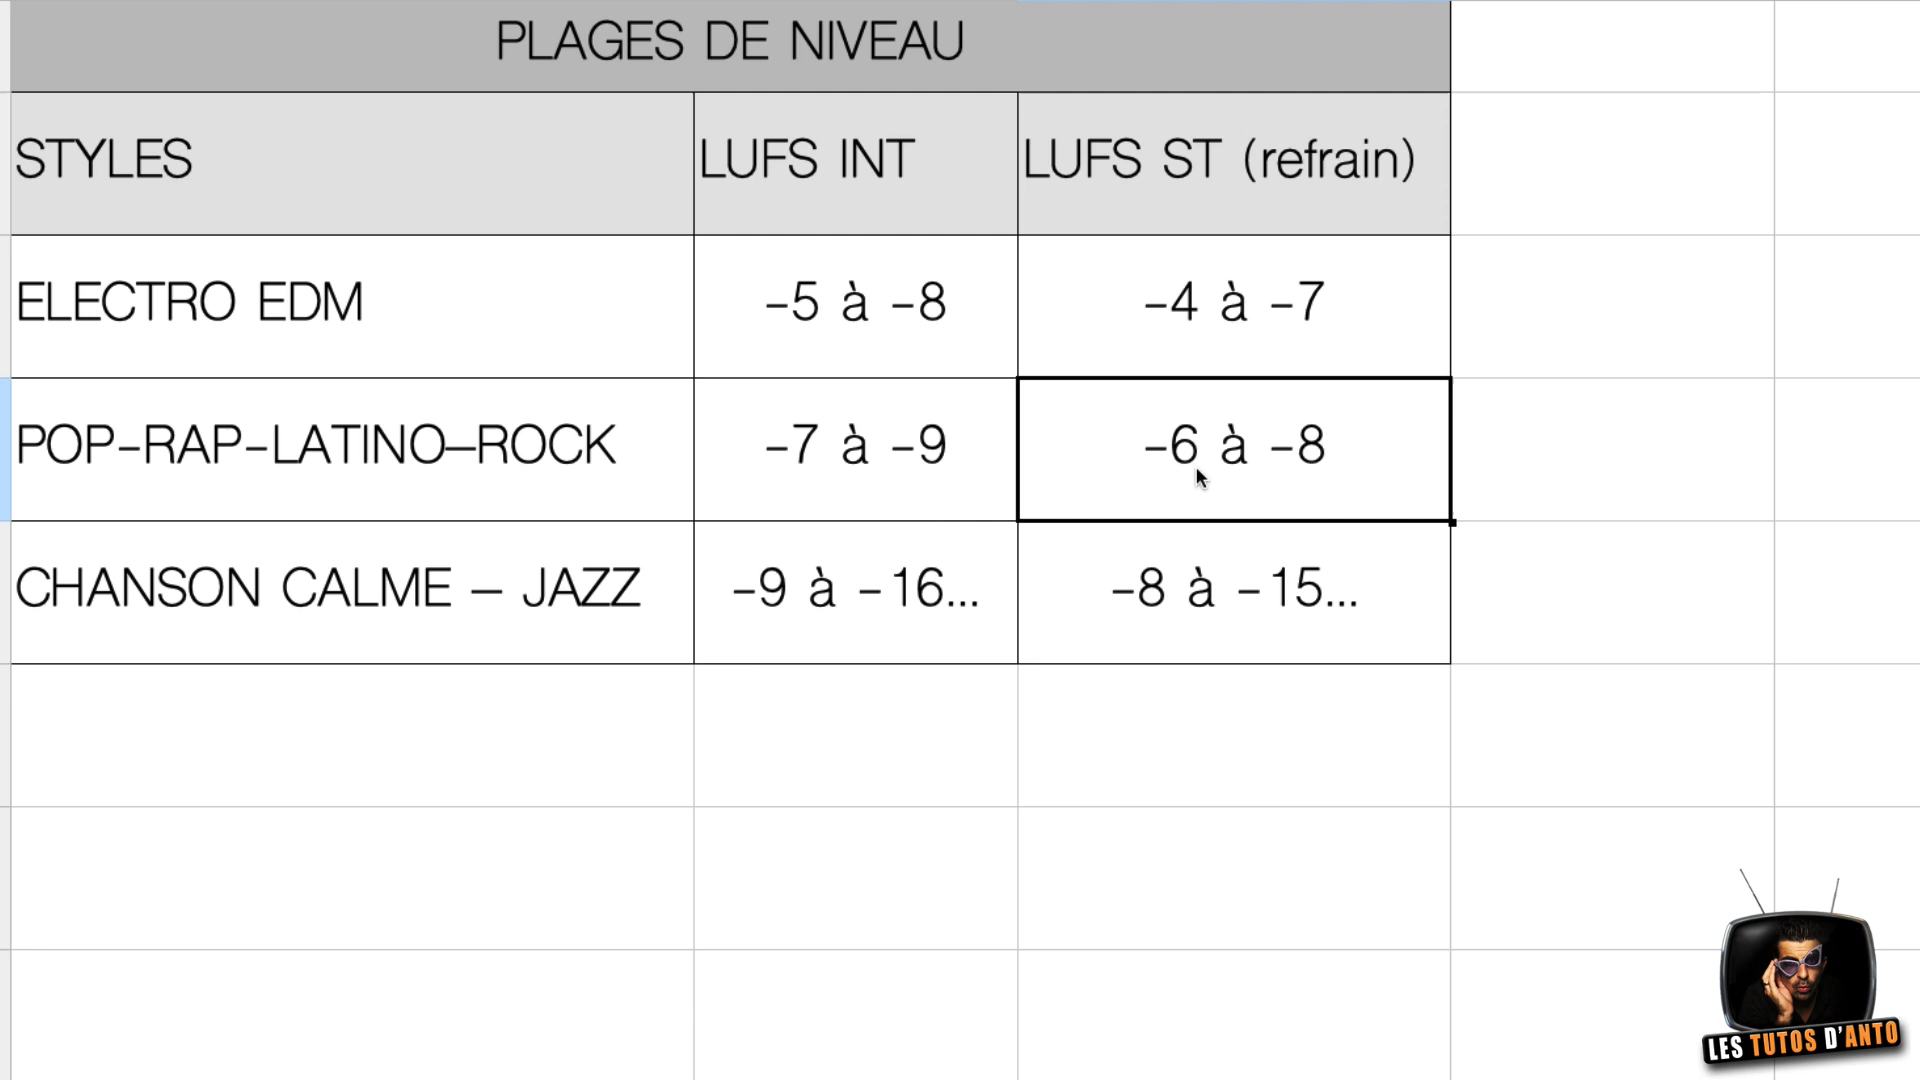 PLAGES DE NIVEAU
STYLES LUFS INT LUFS ST (refrain)
ELECTRO EDM -5 à -8 -4 à -7
POP-RAP-LATINO–ROCK -7 à -9 -6 à -8
CHANSON CALME – JAZZ -9 à -16... -8 à -15...
LES TUTOS D'ANTO